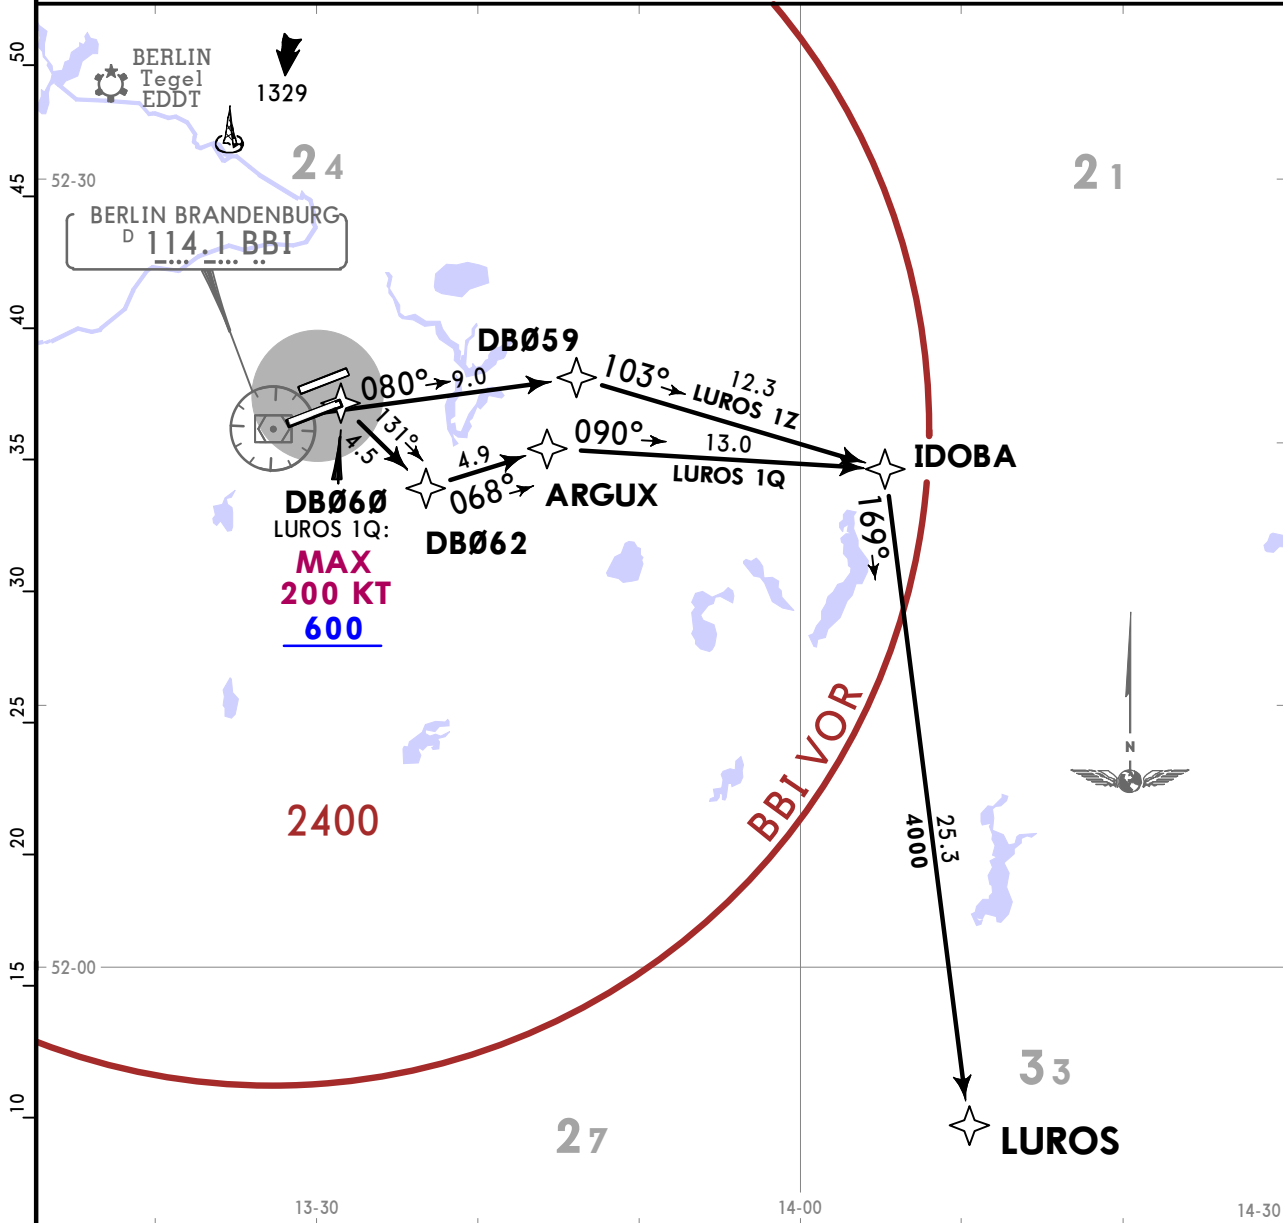 50
45
40
35
30
25
20
15
10
BERLIN
Tegel
EDDT
1329
24
21
52-30
BERLIN BRANDENBURG
D 114.1 BBI
DBØ59
080° 9.0
103° 12.3
LUROS 1Z
131°
4.5
4.9
068°
090° 13.0
LUROS 1Q
IDOBA
ARGUX
DBØ60
LUROS 1Q:
MAX
200 KT
600
DBØ62
169°
BBI VOR
N
2400
25.3
4000
52-00
33
27
LUROS
13-30
14-00
14-30